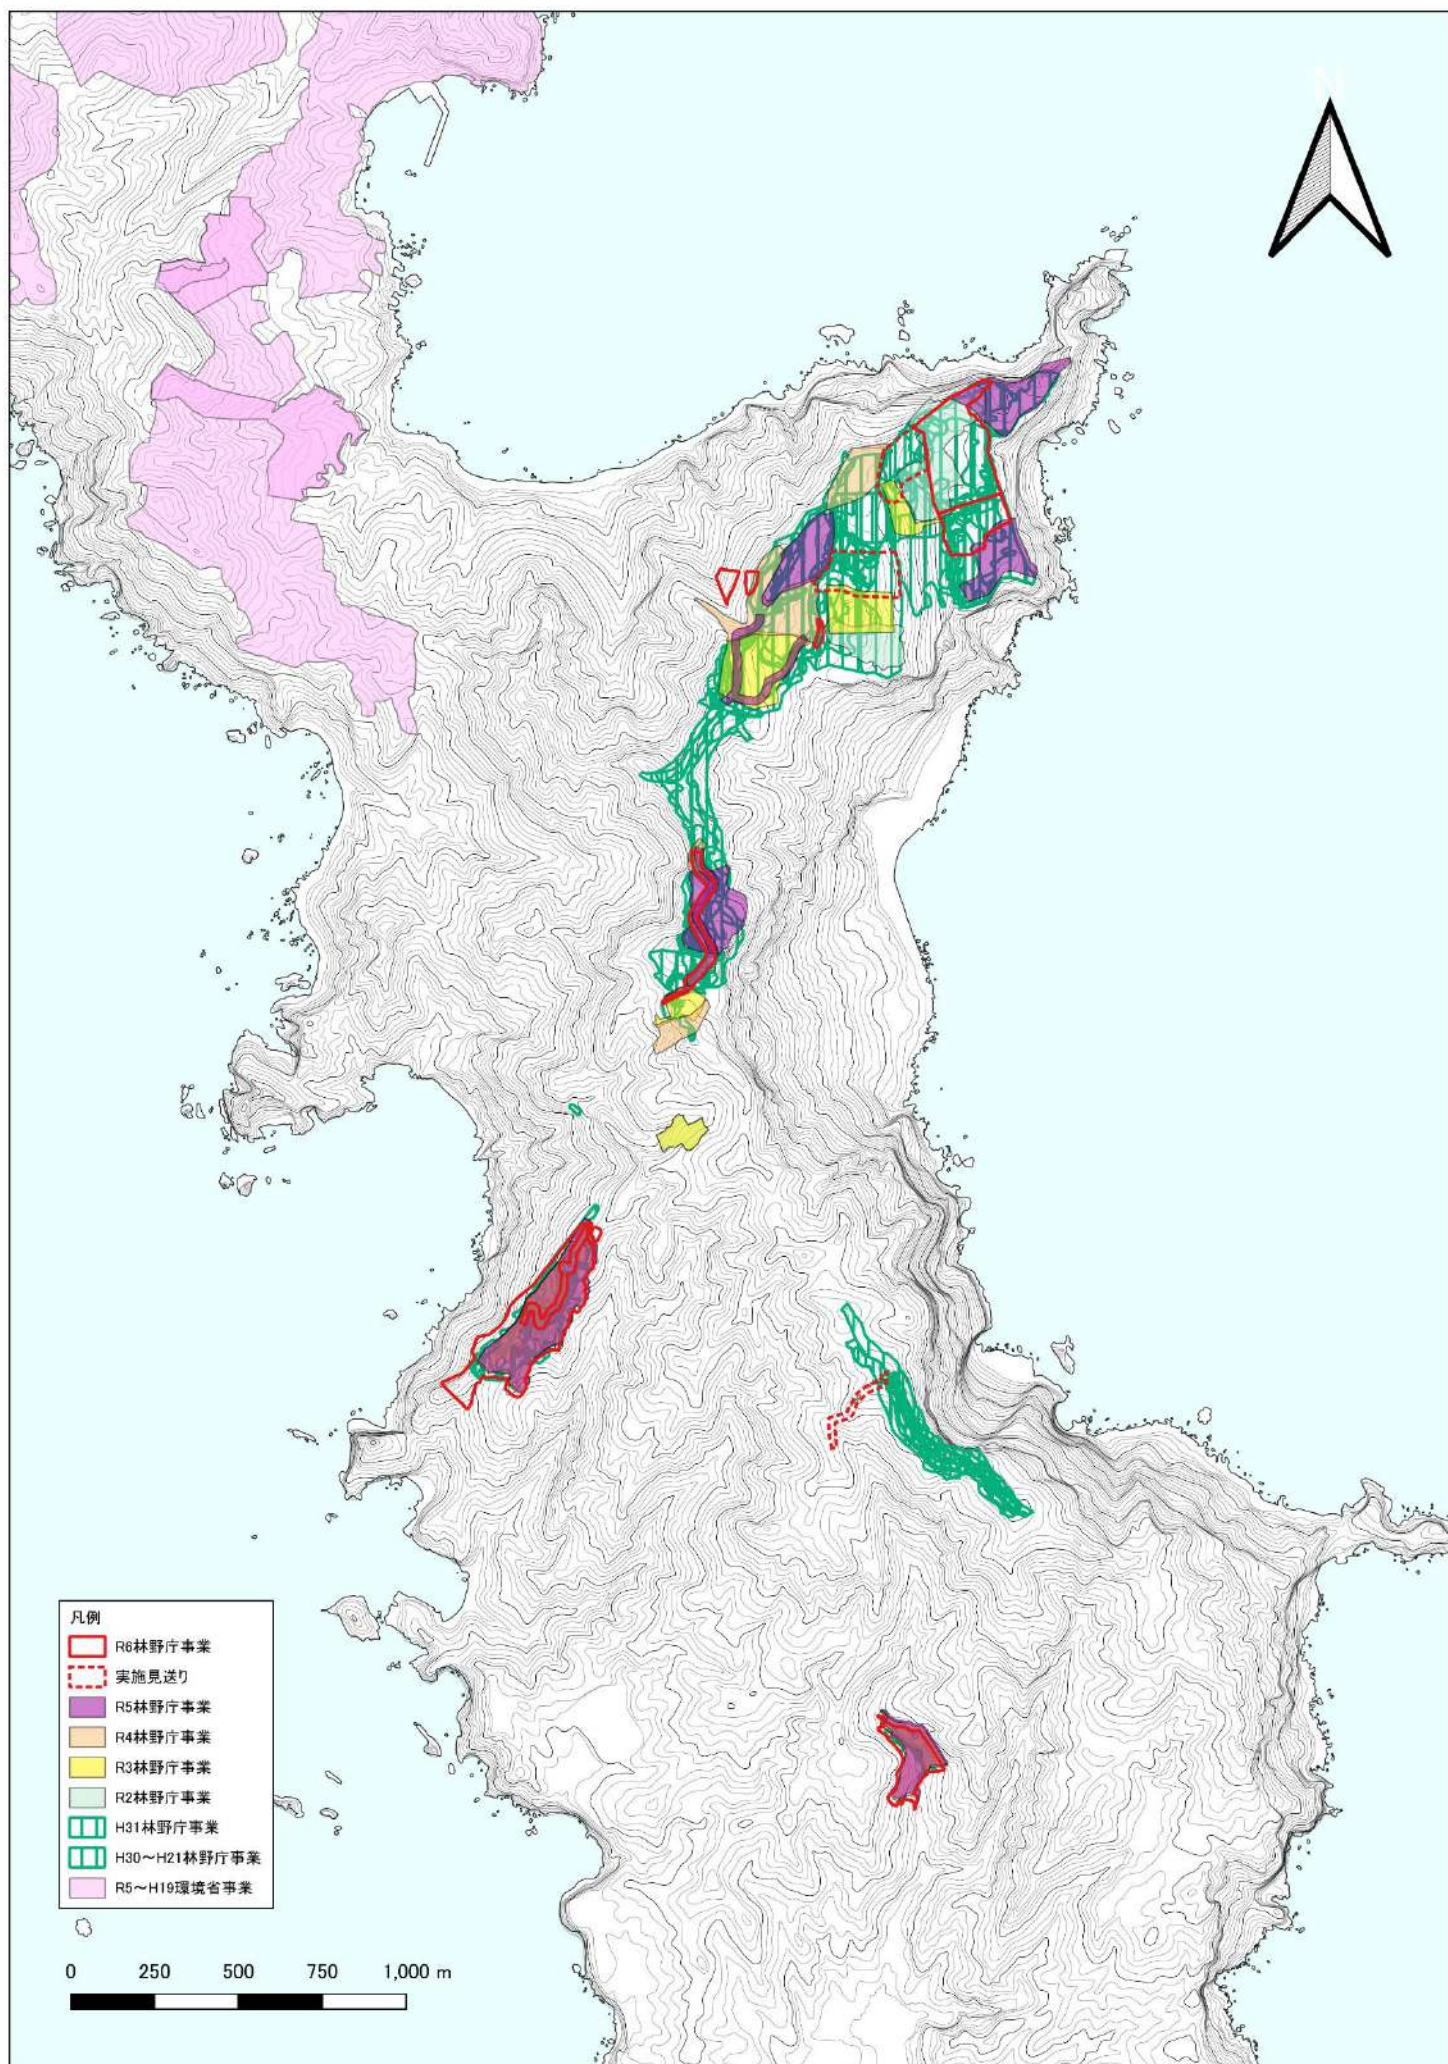 凡例
R6林野庁事業
実施見送り
R5林野庁事業
R4林野庁事業
R3林野庁事業
R2林野庁事業
H31林野庁事業
H30～H21林野庁事業
R5～H19環境省事業
0 250 500 750 1,000 m